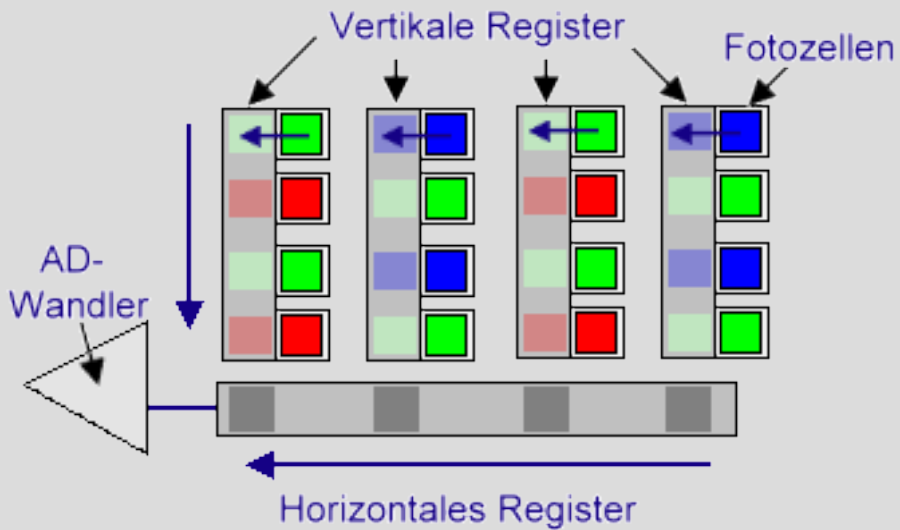 Vertikale Register
Fotozellen
AD-
Wandler
Horizontales Register